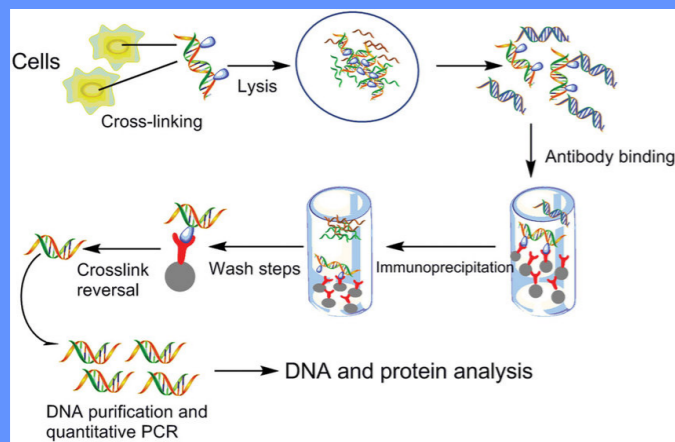 Cells
Cross-linking
Lysis
Antibody binding
Immunoprecipitation
Wash steps
Crosslink
reversal
DNA purification and
quantitative PCR
DNA and protein analysis